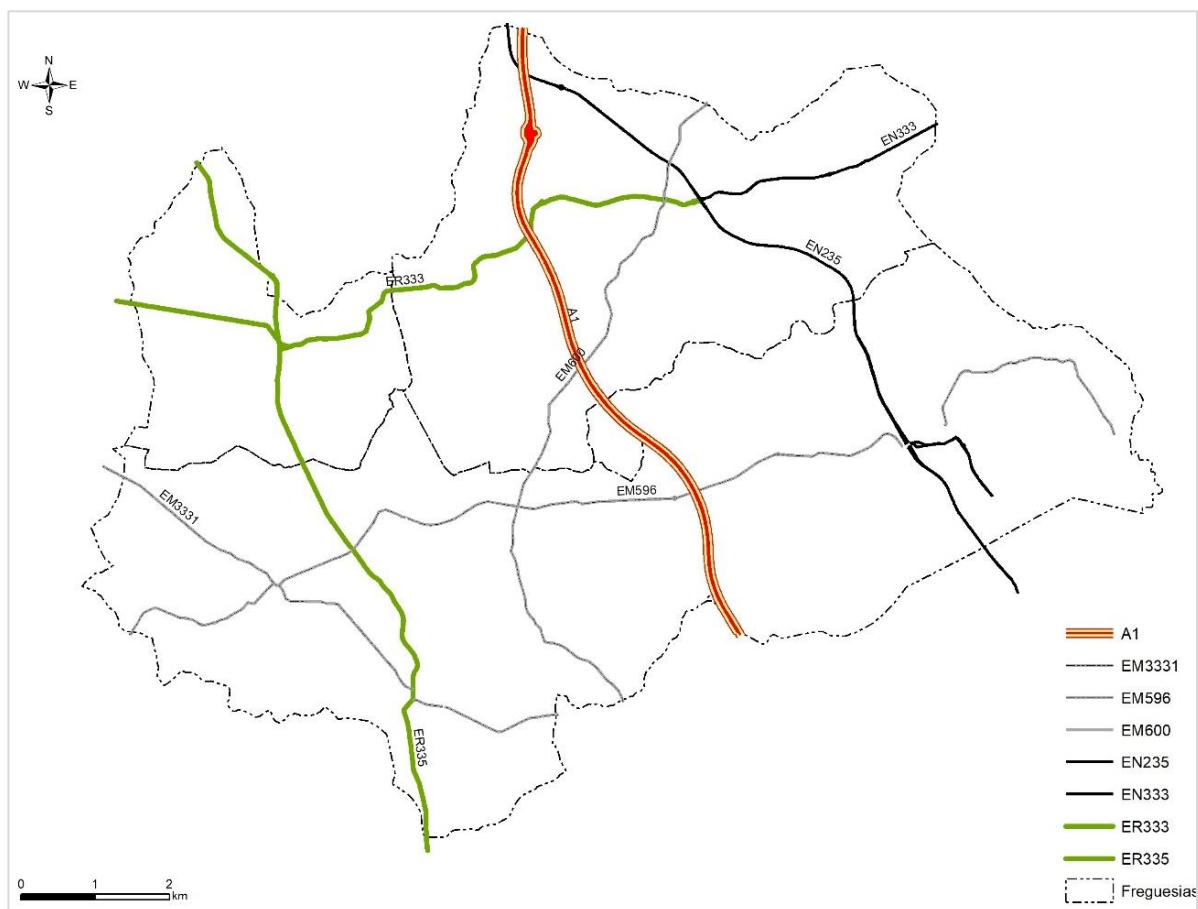 N
W E
S
EN333
EN235
ER333
A1
EM600
EM596
EM3331
ER335
A1
EM3331
EM596
EM600
EN235
EN333
ER333
ER335
Freguesias
0 1 2
km